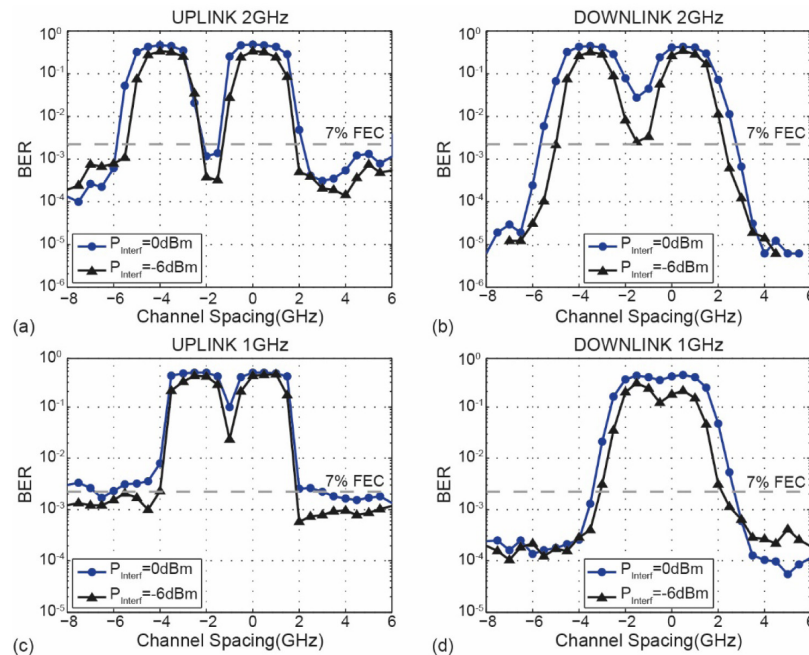 UPLINK 2GHz
10^0
10^-1
10^-2
10^-3
10^-4
10^-5
10^-6
BER
7% FEC
P_Interf=0dBm
P_Interf=-6dBm
−8 −6 −4 −2 0 2 4 6
Channel Spacing(GHz)
(a)
DOWNLINK 2GHz
10^0
10^-1
10^-2
10^-3
10^-4
10^-5
10^-6
BER
7% FEC
P_Interf=0dBm
P_Interf=-6dBm
−8 −6 −4 −2 0 2 4 6
Channel Spacing(GHz)
(b)
UPLINK 1GHz
10^0
10^-1
10^-2
10^-3
10^-4
10^-5
BER
7% FEC
P_Interf=0dBm
P_Interf=-6dBm
−8 −6 −4 −2 0 2 4 6
Channel Spacing(GHz)
(c)
DOWNLINK 1GHz
10^0
10^-1
10^-2
10^-3
10^-4
10^-5
BER
7% FEC
P_Interf=0dBm
P_Interf=-6dBm
−8 −6 −4 −2 0 2 4 6
Channel Spacing(GHz)
(d)